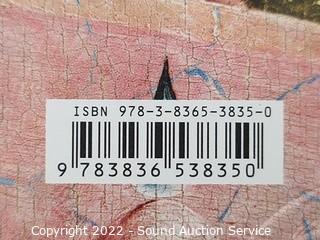 ISBN 978-3-8365-3835-0
9 783836 538350
Copyright 2022 - Sound Auction Service